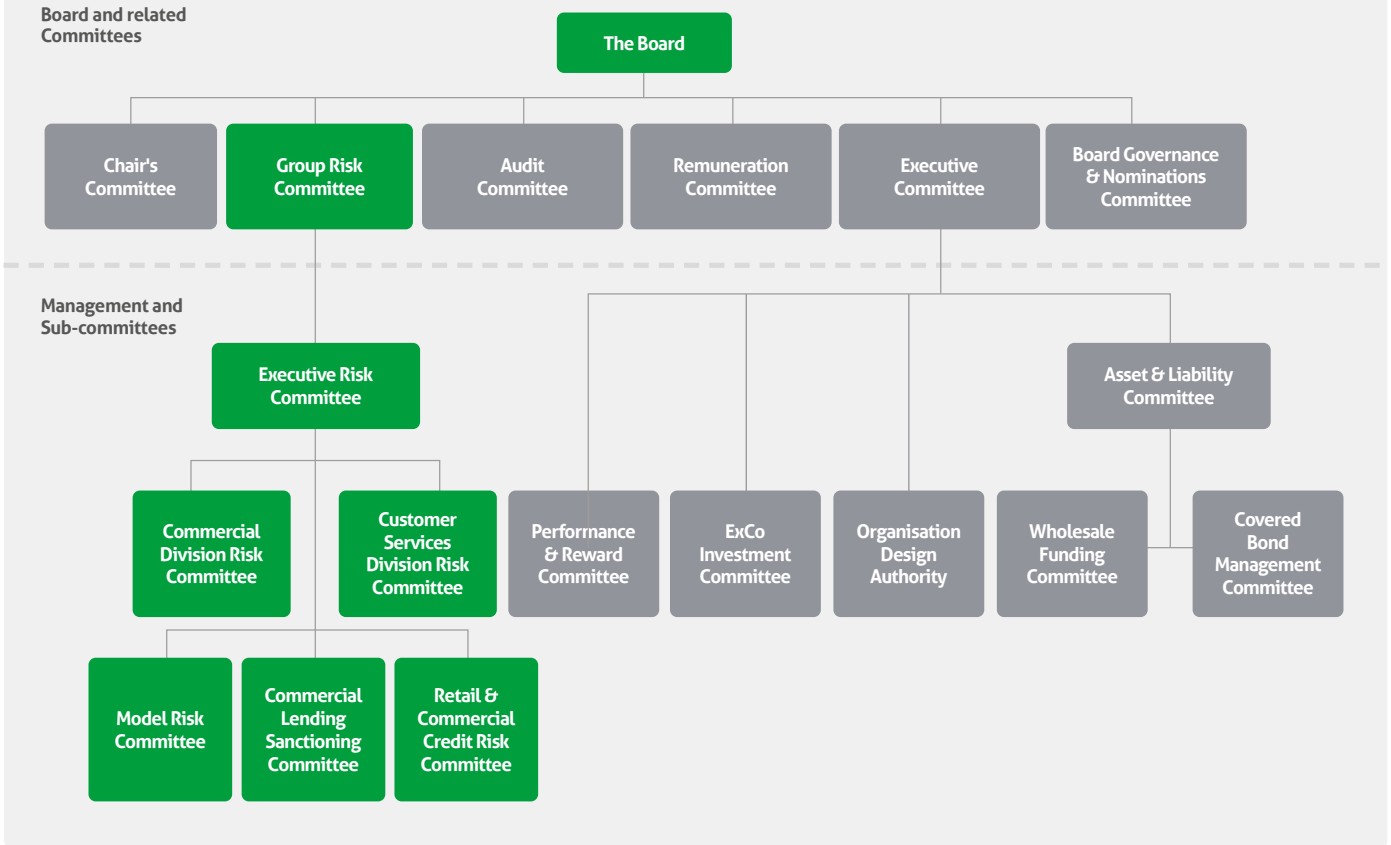 Board and related
Committees
The Board
Chair's
Committee
Group Risk
Committee
Audit
Committee
Remuneration
Committee
Executive
Committee
Board Governance
& Nominations
Committee
Management and
Sub-committees
Executive Risk
Committee
Asset & Liability
Committee
Commercial
Division Risk
Committee
Customer
Services
Division Risk
Committee
Performance
& Reward
Committee
ExCo
Investment
Committee
Organisation
Design
Authority
Wholesale
Funding
Committee
Covered
Bond
Management
Committee
Model Risk
Committee
Commercial
Lending
Sanctioning
Committee
Retail &
Commercial
Credit Risk
Committee